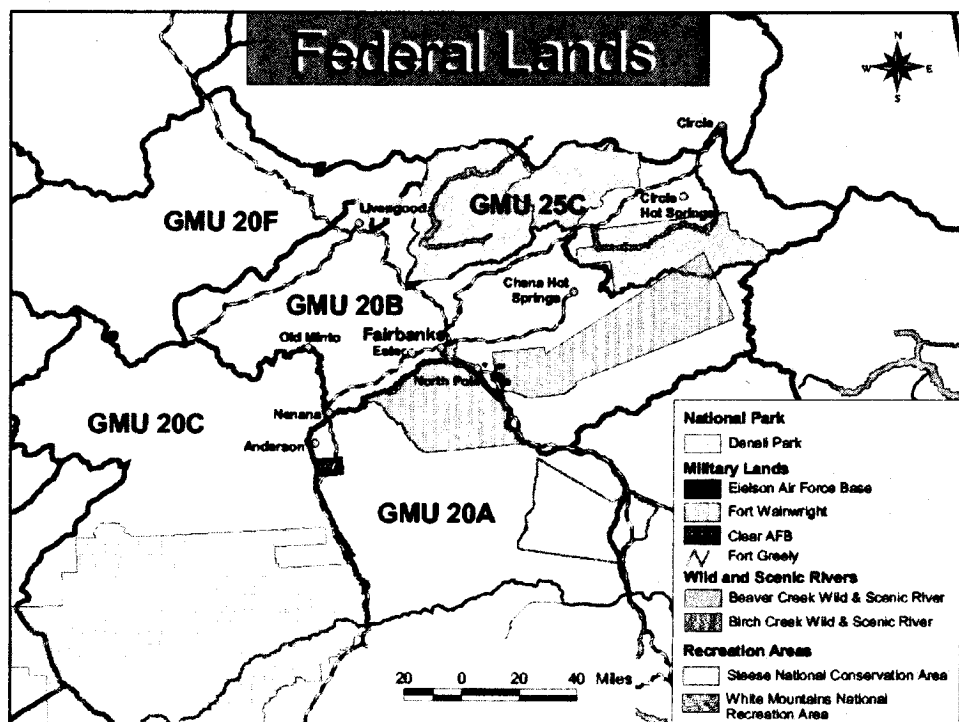 Federal Lands
N
W E
S
Circle
Circle
Hot Springs
GMU 25C
Livengood
GMU 20F
Chena Hot
Springs
GMU 20B
Fairbanks
Old Minto
Ester
North Pole
Nenana
GMU 20C
Anderson
GMU 20A
20 0 20 40 Miles
National Park
Denali Park
Military Lands
Eielson Air Force Base
Fort Wainwright
Clear AFB
Fort Greely
Wild and Scenic Rivers
Beaver Creek Wild & Scenic River
Birch Creek Wild & Scenic River
Recreation Areas
Steese National Conservation Area
White Mountains National
Recreation Area